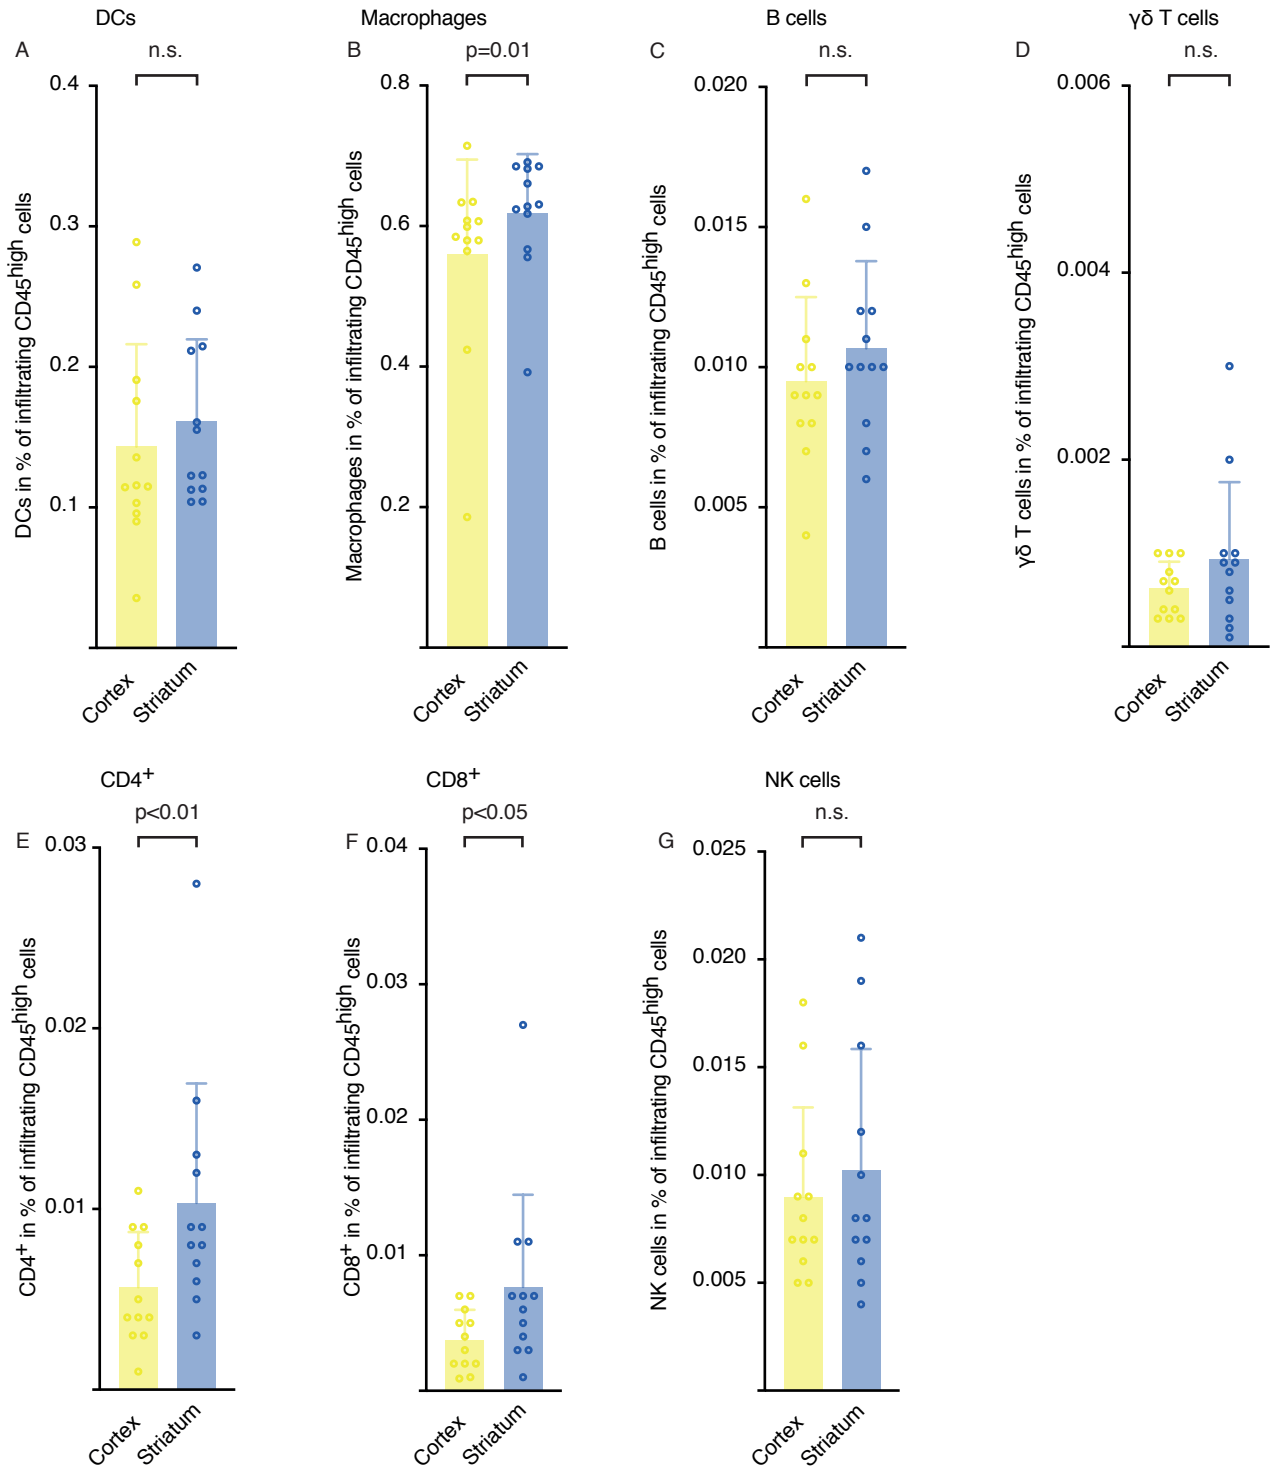 DCs
A
n.s.
0.4
0.3
0.2
0.1
DCs in % of infiltrating CD45high cells
Cortex
Striatum
Macrophages
B
p=0.01
0.8
0.6
0.4
0.2
Macrophages in % of infiltrating CD45high cells
Cortex
Striatum
B cells
C
n.s.
0.020
0.015
0.010
0.005
B cells in % of infiltrating CD45high cells
Cortex
Striatum
γδ T cells
D
n.s.
0.006
0.004
0.002
γδ T cells in % of infiltrating CD45high cells
Cortex
Striatum
CD4+
p<0.01
E
0.03
0.02
0.01
CD4+ in % of infiltrating CD45high cells
Cortex
Striatum
CD8+
p<0.05
F
0.04
0.03
0.02
0.01
CD8+ in % of infiltrating CD45high cells
Cortex
Striatum
NK cells
n.s.
G
0.025
0.020
0.015
0.010
0.005
NK cells in % of infiltrating CD45high cells
Cortex
Striatum